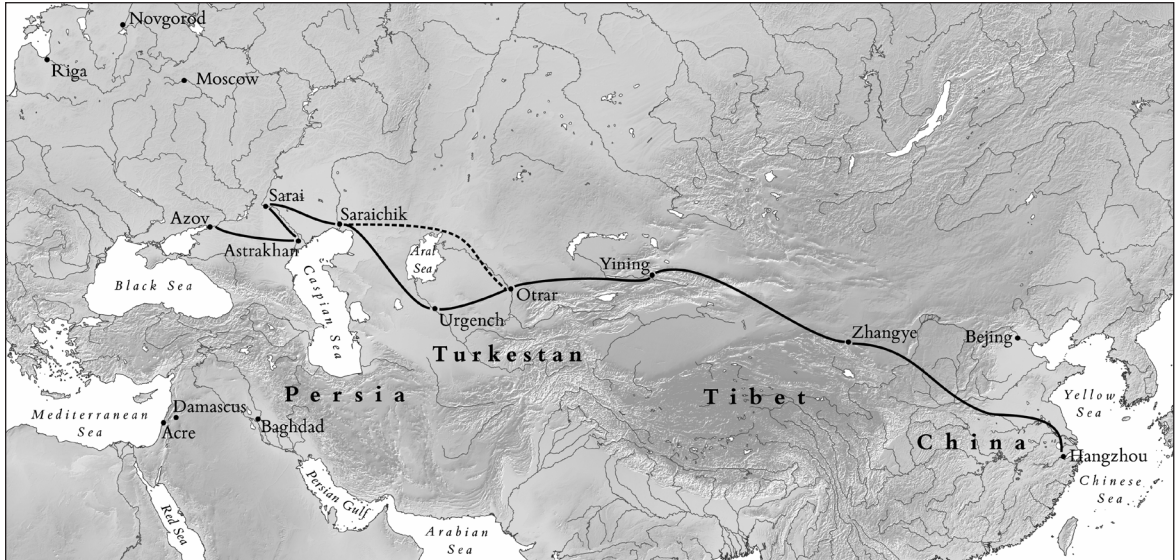 Novgorod
Riga
Moscow
Sarai
Azov
Saraichik
Astrakhan
Aral
Sea
Yining
Black Sea
Caspian Sea
Otrar
Urgench
Zhangye
Bejing
Turkestan
Persia
Tibet
Yellow
Sea
Mediterranean
Sea
Damascus
Acre
Baghdad
China
Hangzhou
Chinese
Sea
Persian Gulf
Red Sea
Arabian
Sea